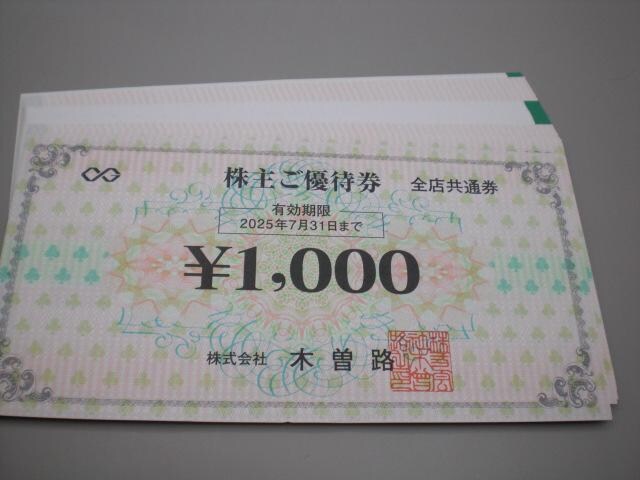 株主ご優待券 全店共通券
有効期限
2025年7月31日まで
¥1,000
株式会社 木曽路